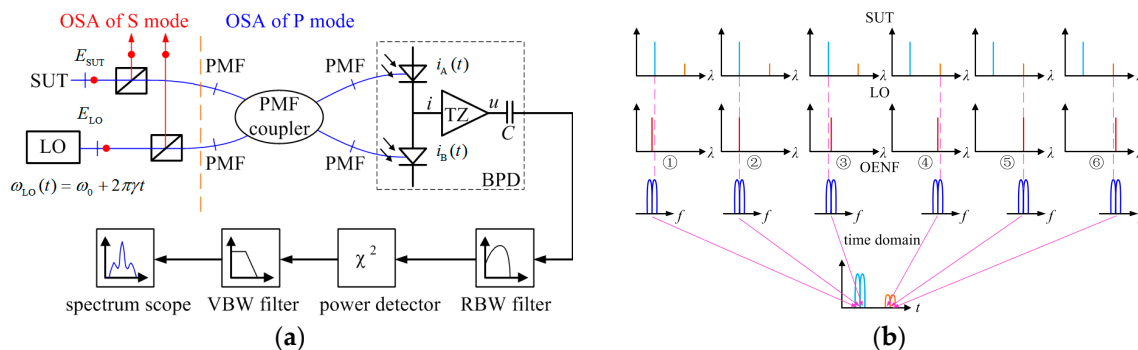 OSA of S mode OSA of P mode
E_SUT
SUT
PMF
PMF
i_A(t)
E_LO
PMF
coupler
i
TZ
u
C
LO
PMF
PMF
i_B(t)
BPD
ω_LO(t) = ω_0 + 2πγt
χ²
spectrum scope VBW filter power detector RBW filter
(a)
SUT
λ λ λ λ λ
LO
λ λ λ λ λ
① ② ③ ④ ⑤ ⑥
OENF
f f f f f
time domain
t
(b)